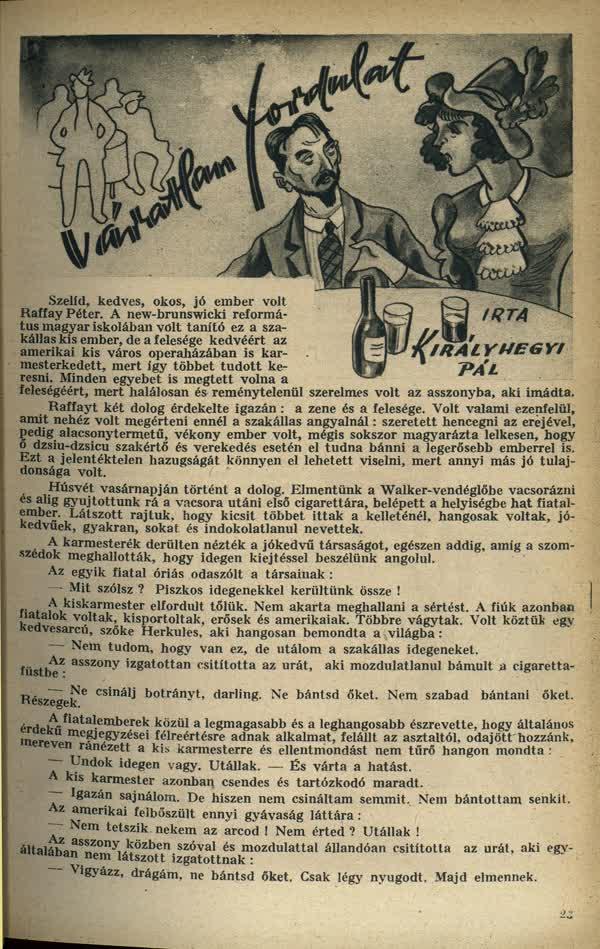 Váratlan fordulat
IRTA
KIRÁLYHEGYI
PÁL
Szelíd, kedves, okos, jó ember volt
Raffay Péter. A new-brunswicki reformá-
tus magyar iskolában volt tanító ez a sza-
kállas kis ember, de a felesége kedvéért az
amerikai kis város operaházában is kar-
mesterkedett, mert így többet tudott ke-
resni. Minden egyebet is megtett volna a
feleségéért, mert halálosan és reménytelenül szerelmes volt az asszonyba, aki imádta.
Raffayt két dolog érdekelte igazán : a zene és a felesége. Volt valami ezenfelül,
amit nehéz volt megérteni ennél a szakállas angyalnál : szeretett hencegni az erejével,
pedig alacsonytermetű, vékony ember volt, mégis sokszor magyarázta lelkesen, hogy
ő dzsiu-dzsicu szakértő és verekedés esetén el tudna bánni a legerősebb emberrel is.
Ezt a jelentéktelen hazugságát könnyen el lehetett viselni, mert annyi más jó tulaj-
donsága volt.
Húsvét vasárnapján történt a dolog. Elmentünk a Walker-vendéglőbe vacsorázni
és alig gyujtottunk rá a vacsora utáni első cigarettára, belépett a helyiségbe hat fiatal-
ember. Látszott rajtuk, hogy kicsit többet ittak a kelleténél, hangosak voltak, jó-
kedvűek, gyakran, sokat és indokolatlanul nevettek.
A karmesterék derülten nézték a jókedvű társaságot, egészen addig, amíg a szom-
szédok meghallották, hogy idegen kiejtéssel beszélünk angolul.
Az egyik fiatal óriás odaszólt a társainak :
— Mit szólsz ? Piszkos idegenekkel kerültünk össze !
A kiskarmester elfordult tőlük. Nem akarta meghallani a sértést. A fiúk azonban
fiatalok voltak, kisportoltak, erősek és amerikaiak. Többre vágytak. Volt köztük egy
kedvesarcú, szőke Herkules, aki hangosan bemondta a világba :
— Nem tudom, hogy van ez, de utálom a szakállas idegeneket.
Az asszony izgatottan csitította az urát, aki mozdulatlanul bámult a cigaretta-
füstbe :
— Ne csinálj botrányt, darling. Ne bántsd őket. Nem szabad bántani őket.
Részegek.
A fiatalemberek közül a legmagasabb és a leghangosabb észrevette, hogy általános
érdekű megjegyzései félreértésre adnak alkalmat, felállt az asztaltól, odajött hozzánk,
mereven ránézett a kis karmesterre és ellentmondást nem tűrő hangon mondta :
— Undok idegen vagy. Utállak. — És várta a hatást.
A kis karmester azonban csendes és tartózkodó maradt.
— Igazán sajnálom. De hiszen nem csináltam semmit. Nem bántottam senkit.
Az amerikai felbőszült ennyi gyávaság láttára :
— Nem tetszik nekem az arcod ! Nem érted ? Utállak !
Az asszony közben szóval és mozdulattal állandóan csitította az urát, aki egy-
általában nem látszott izgatottnak :
— Vigyázz, drágám, ne bántsd őket. Csak légy nyugodt. Majd elmennek.
23